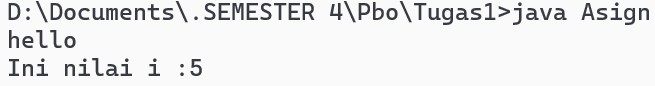 D:\Documents\.SEMESTER 4\Pbo\Tugas1>java Asign
hello
Ini nilai i :5